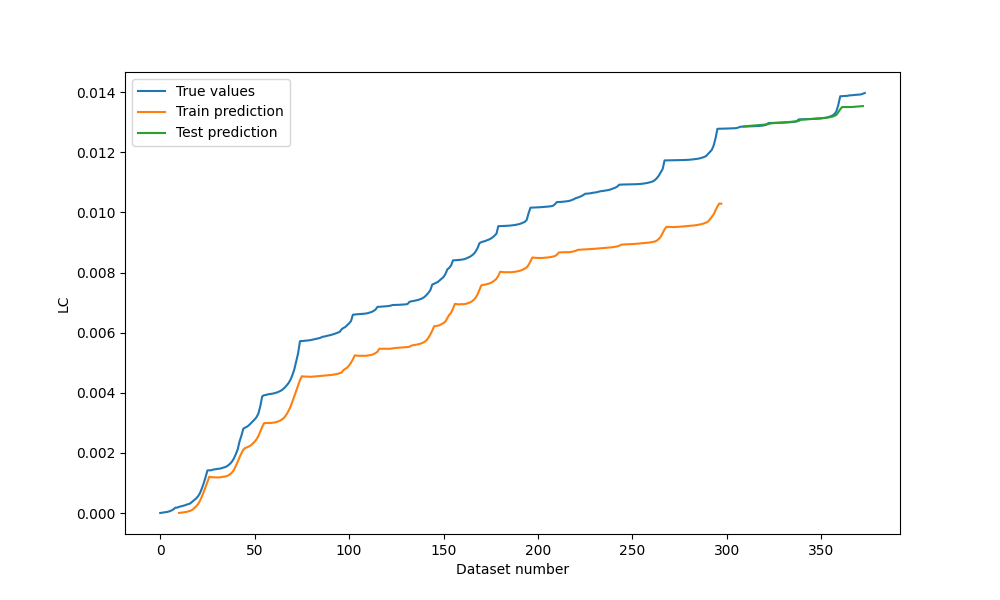 True values
Train prediction
Test prediction
0.014
0.012
0.010
0.008
0.006
0.004
0.002
0.000
LC
0 50 100 150 200 250 300 350
Dataset number